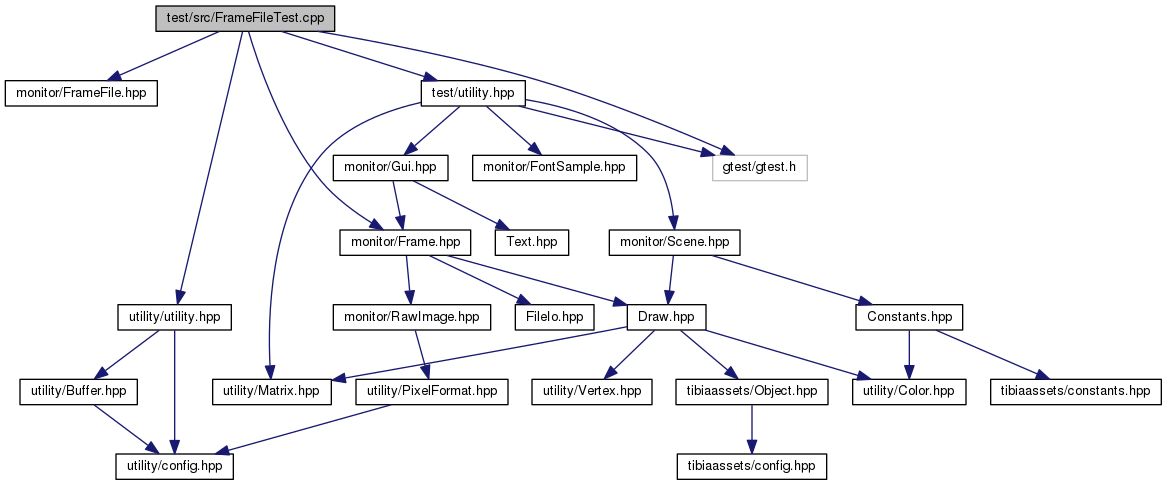 test/src/FrameFileTest.cpp
monitor/FrameFile.hpp
test/utility.hpp
monitor/Gui.hpp
monitor/FontSample.hpp
gtest/gtest.h
monitor/Frame.hpp
Text.hpp
monitor/Scene.hpp
utility/utility.hpp
monitor/RawImage.hpp
FileIo.hpp
Draw.hpp
Constants.hpp
utility/Buffer.hpp
utility/Matrix.hpp
utility/PixelFormat.hpp
utility/Vertex.hpp
tibiaassets/Object.hpp
utility/Color.hpp
tibiaassets/constants.hpp
utility/config.hpp
tibiaassets/config.hpp